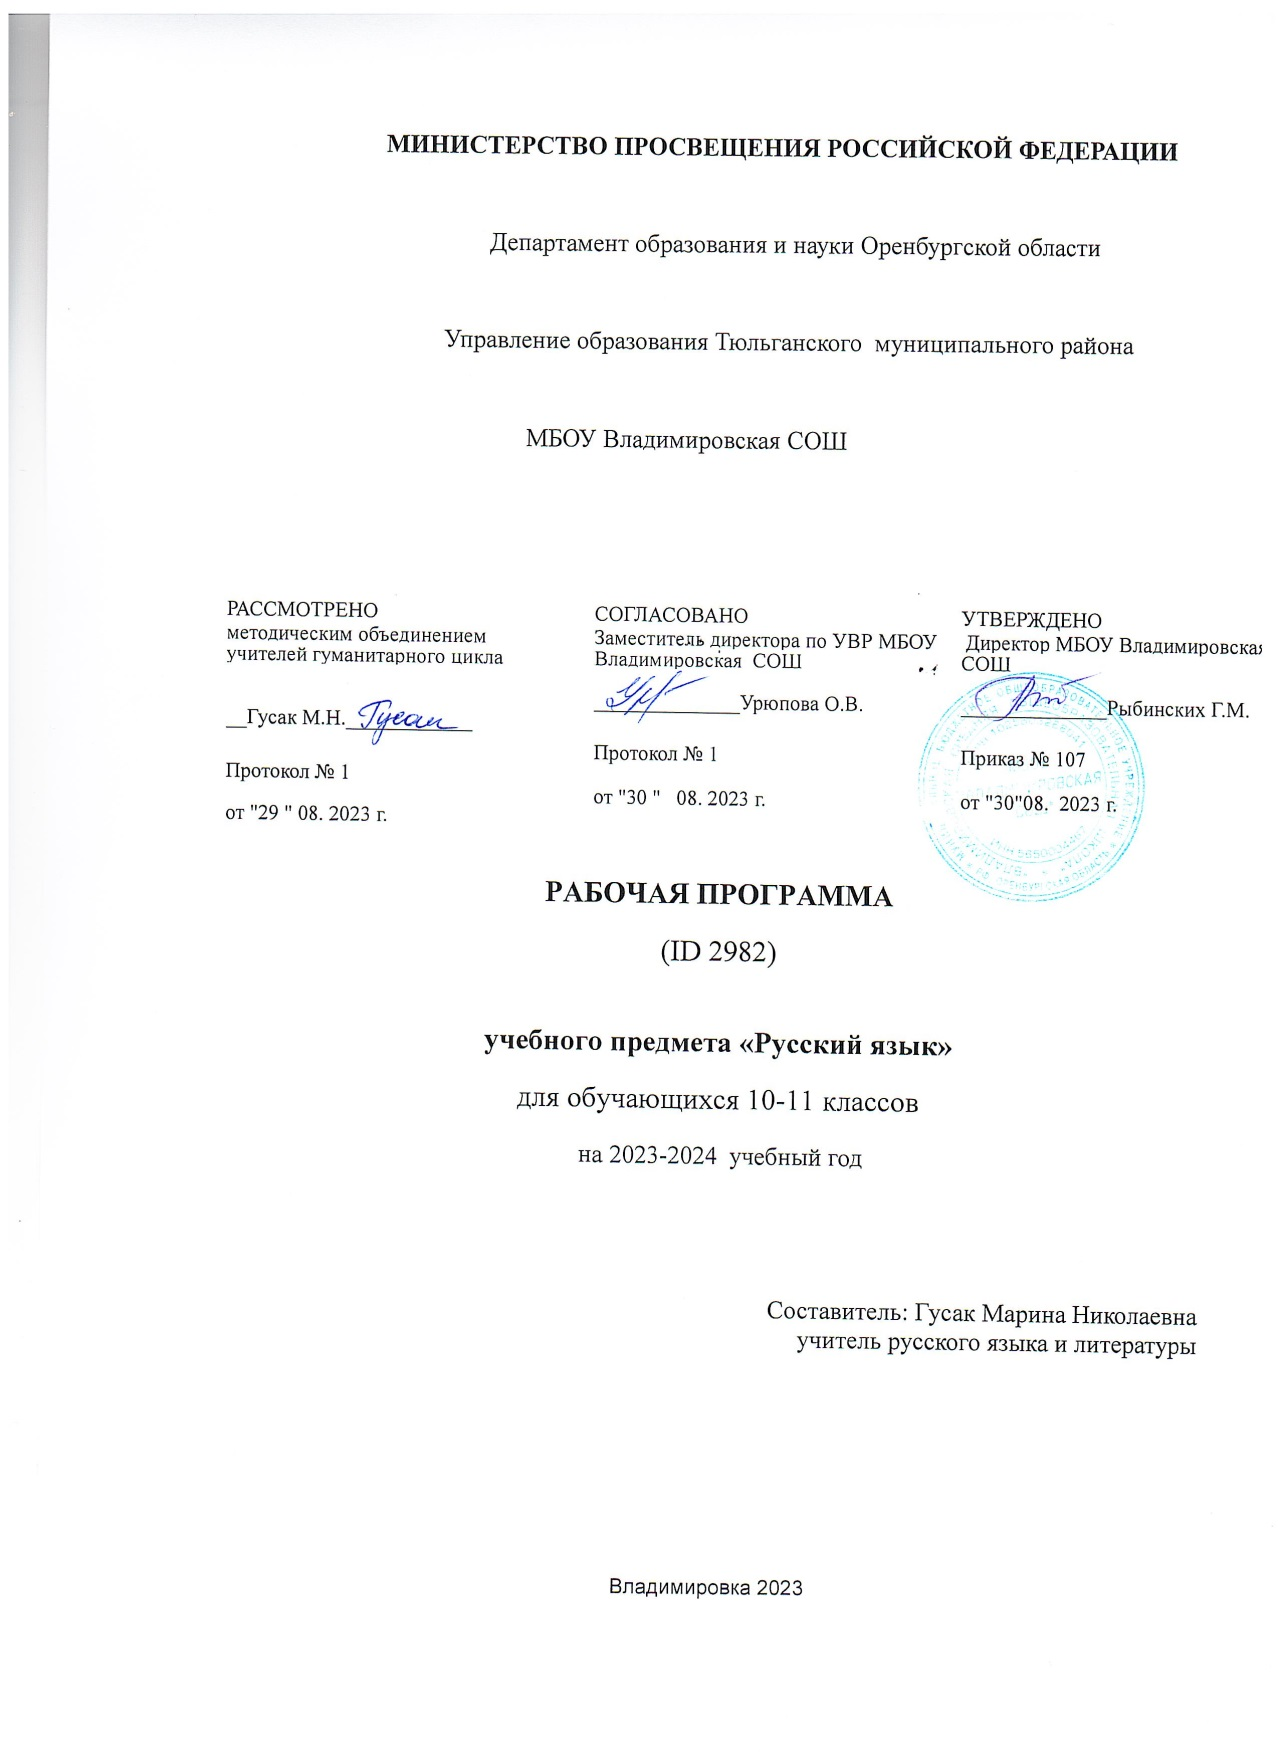 МИНИСТЕРСТВО ПРОСВЕЩЕНИЯ РОССИЙСКОЙ ФЕДЕРАЦИИ
Департамент образования и науки Оренбургской области
Управление образования Тюльганского муниципального района
МБОУ Владимировская СОШ
РАССМОТРЕНО
методическим объединением
учителей гуманитарного цикла
__Гусак М.Н. Гусак
Протокол № 1
от "29 " 08. 2023 г.
СОГЛАСОВАНО
Заместитель директора по УВР МБОУ
Владимировская СОШ
______________Урюпова О.В.
Протокол № 1
от "30 " 08. 2023 г.
УТВЕРЖДЕНО
Директор МБОУ Владимировская
СОШ
______________Рыбинских Г.М.
Приказ № 107
от "30"08. 2023 г.
РАБОЧАЯ ПРОГРАММА
(ID 2982)
учебного предмета «Русский язык»
для обучающихся 10-11 классов
на 2023-2024 учебный год
Составитель: Гусак Марина Николаевна
учитель русского языка и литературы
Владимировка 2023